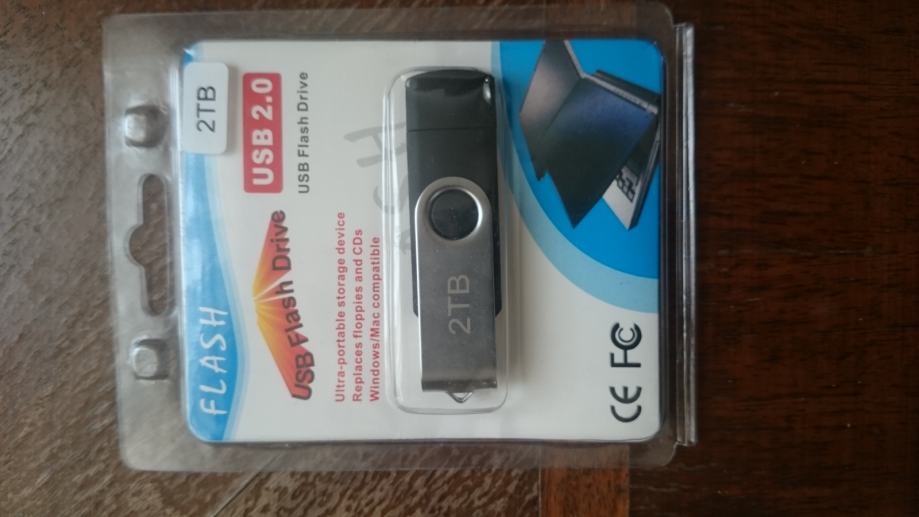 2TB
FLASH
USB 2.0
USB Flash Drive
USB Flash Drive
Ultra-portable storage device
Replaces floppies and CDs
Windows/Mac compatible
2TB
CE FC